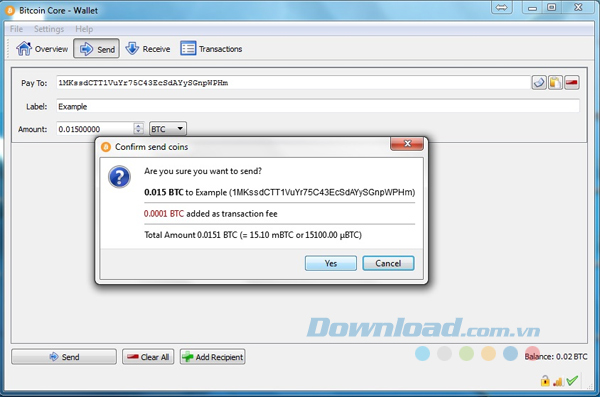 Bitcoin Core - Wallet
File Settings Help
Overview Send Receive Transactions
Pay To: 1MKssdCTT1VuYr75C43EcSdAYySGnpWPHm
Label: Example
Amount: 0.01500000 BTC
Confirm send coins
Are you sure you want to send?
0.015 BTC to Example (1MKssdCTT1VuYr75C43EcSdAYySGnpWPHm)
0.0001 BTC added as transaction fee
Total Amount 0.0151 BTC (= 15.10 mBTC or 15100.00 μBTC)
Yes Cancel
Download.com.vn
Send Clear All Add Recipient Balance: 0.02 BTC